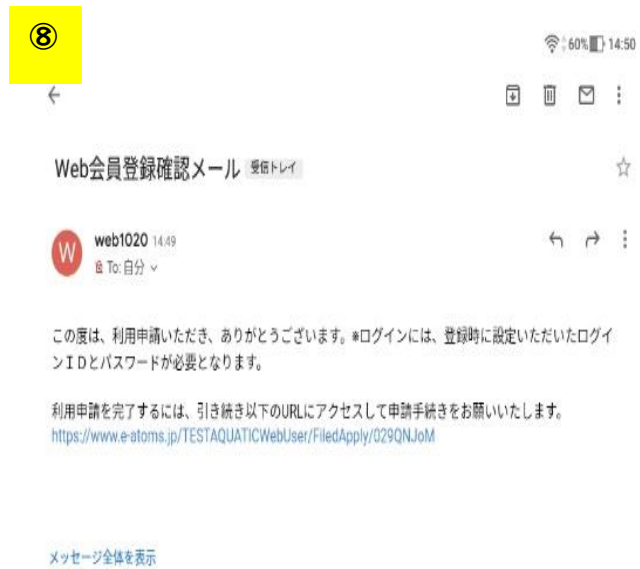 ⑧
60% 14:50
Web会員登録確認メール 受信トレイ
W
web1020 14:49
To: 自分
この度は、利用申請いただき、ありがとうございます。※ログインには、登録時に設定いただいたログイ
ンＩＤとパスワードが必要となります。
利用申請を完了するには、引き続き以下のURLにアクセスして申請手続きをお願いいたします。
https://www.e-atoms.jp/TESTAQUATICWebUser/FiledApply/029QNJoM
メッセージ全体を表示